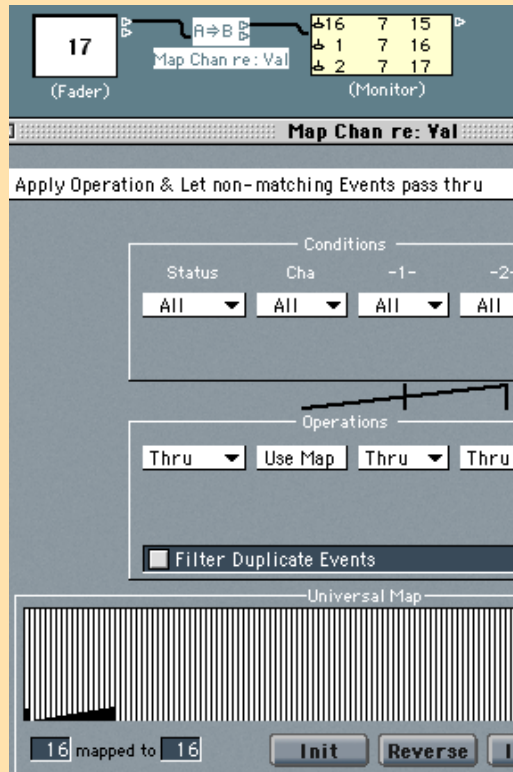 17
A⇒B
16 7 15
1 7 16
2 7 17
Map Chan re: Val
(Fader)
(Monitor)
Map Chan re: Val
Apply Operation & Let non-matching Events pass thru
Conditions
Status Cha -1- -2-
All All All All
Operations
Thru Use Map Thru Thru
Filter Duplicate Events
Universal Map
16 mapped to 16
Init Reverse